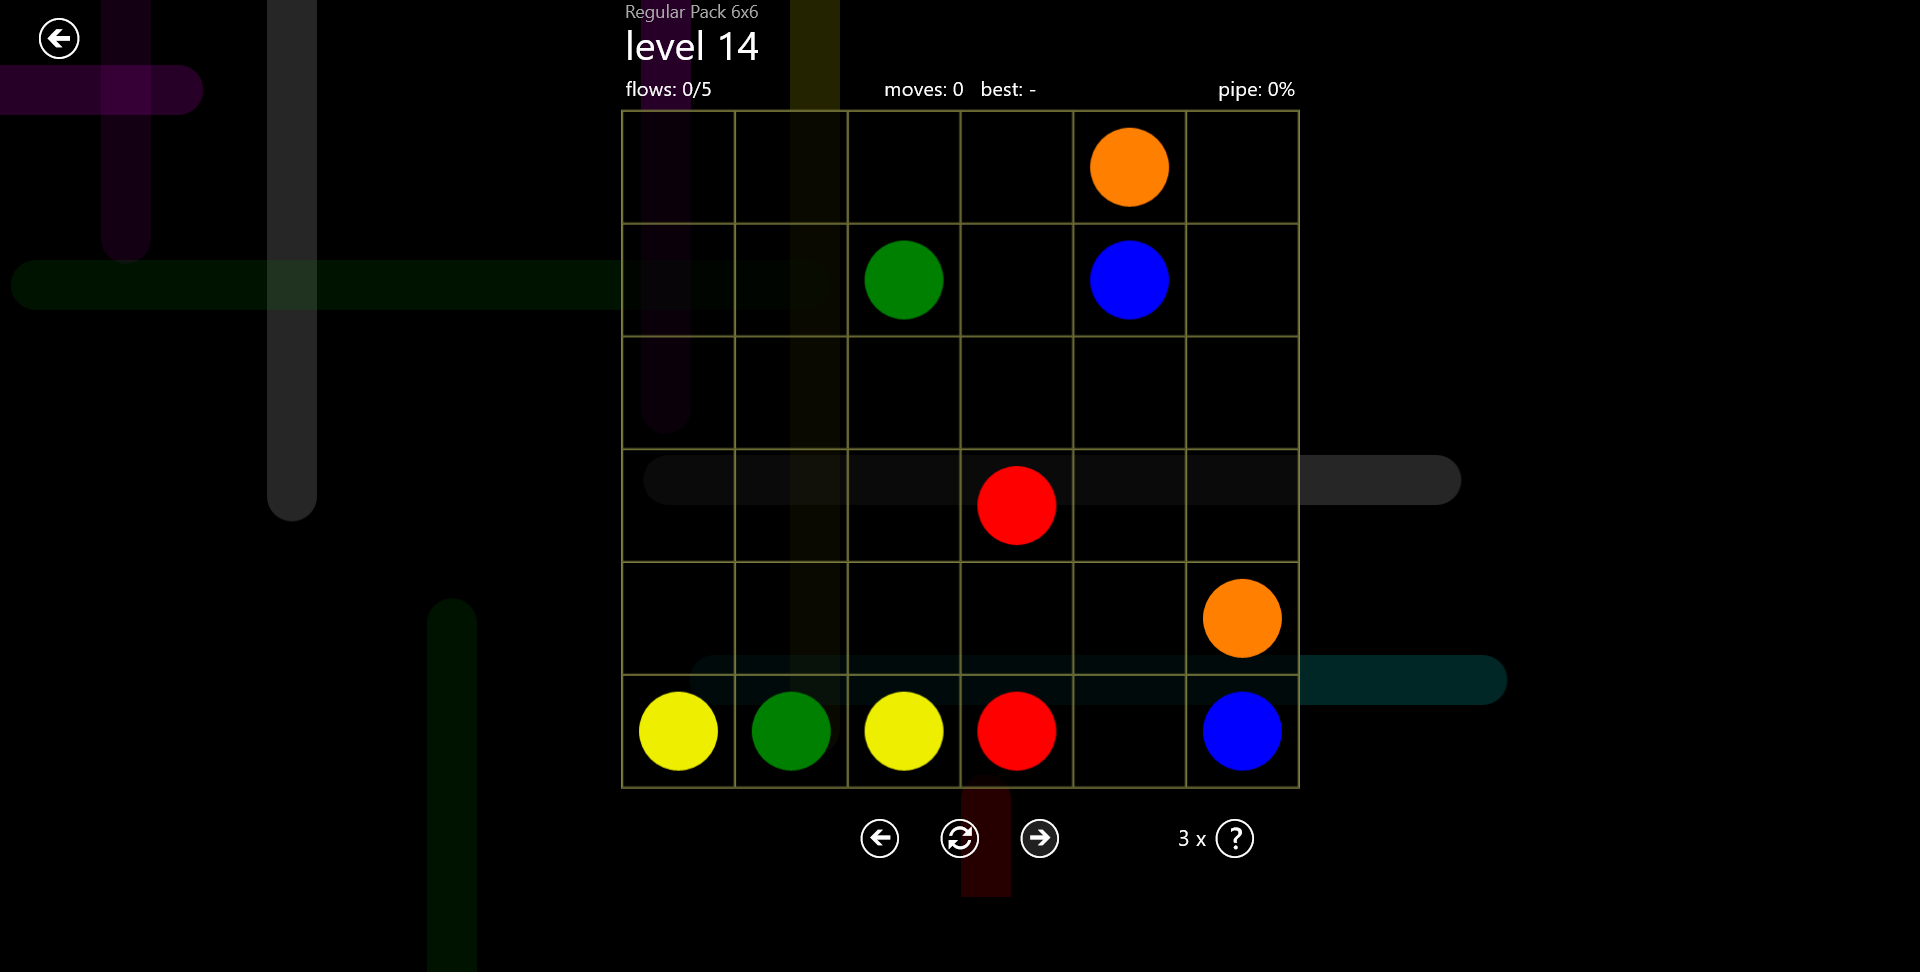 Regular Pack 6x6
level 14
flows: 0/5 moves: 0 best: - pipe: 0%
3 x ?